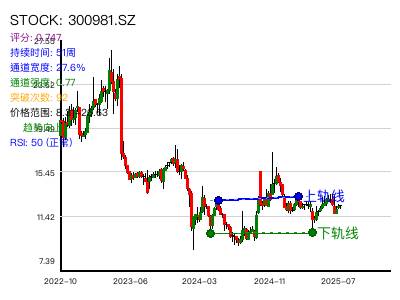 STOCK: 300981.SZ
评分: 0.747
持续时间: 51周
通道宽度: 27.6%
通道强度: 0.77
突破次数: 92
RSI: 50 (正常)
15.45
11.42
7.39
上轨线
下轨线
2022-10
2023-06
2024-03
2024-11
2025-07